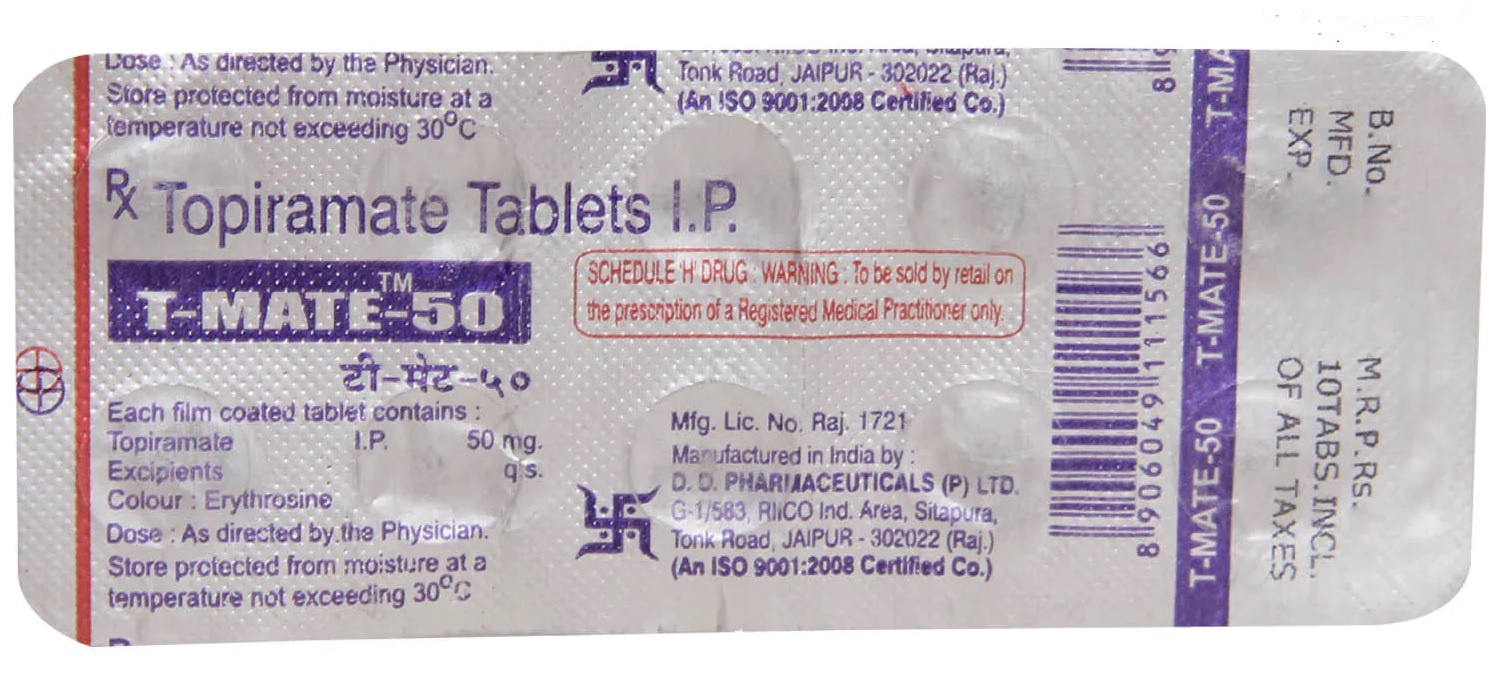 Dose : As directed by the Physician.
Store protected from moisture at a
temperature not exceeding 30°C
Tonk Road, JAIPUR - 302022 (Raj.)
(An ISO 9001:2008 Certified Co.)
Rx Topiramate Tablets I.P.
T-MATE-50™
टी-मेट-५०
SCHEDULE 'H' DRUG : WARNING : To be sold by retail on
the prescription of a Registered Medical Practitioner only.
Each film coated tablet contains :
Topiramate I.P. 50 mg.
Excipients q.s.
Colour : Erythrosine
Dose : As directed by the Physician.
Store protected from moisture at a
temperature not exceeding 30°C
Mfg. Lic. No. Raj. 1721
Manufactured in India by :
D. D. PHARMACEUTICALS (P) LTD.
G-1/583, RIICO Ind. Area, Sitapura,
Tonk Road, JAIPUR - 302022 (Raj.)
(An ISO 9001:2008 Certified Co.)
8906049111566
T-MATE-50 T-MATE-50 T-MA
B.No.
MFD.
EXP.
M.R.P.Rs.
10TABS.INCL.
OF ALL TAXES